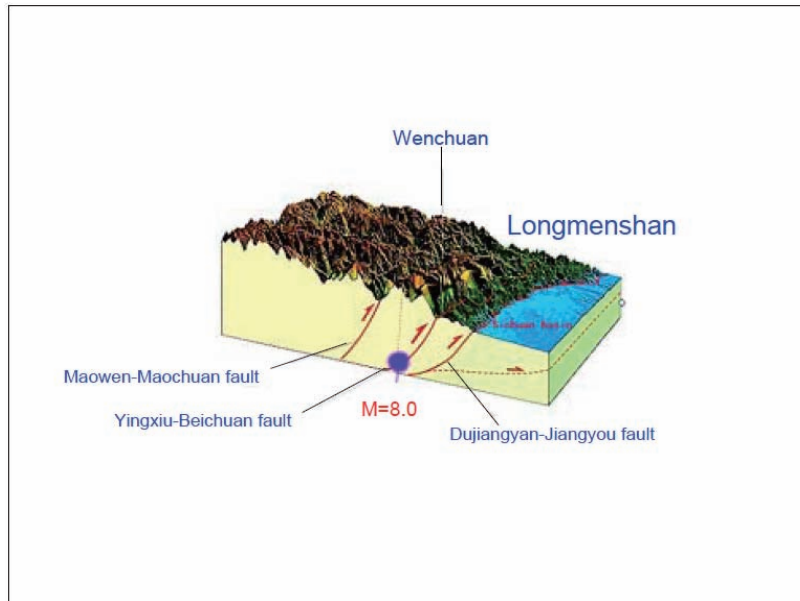 Wenchuan
Longmenshan
Maowen-Maochuan fault
Yingxiu-Beichuan fault
M=8.0
Dujiangyan-Jiangyou fault